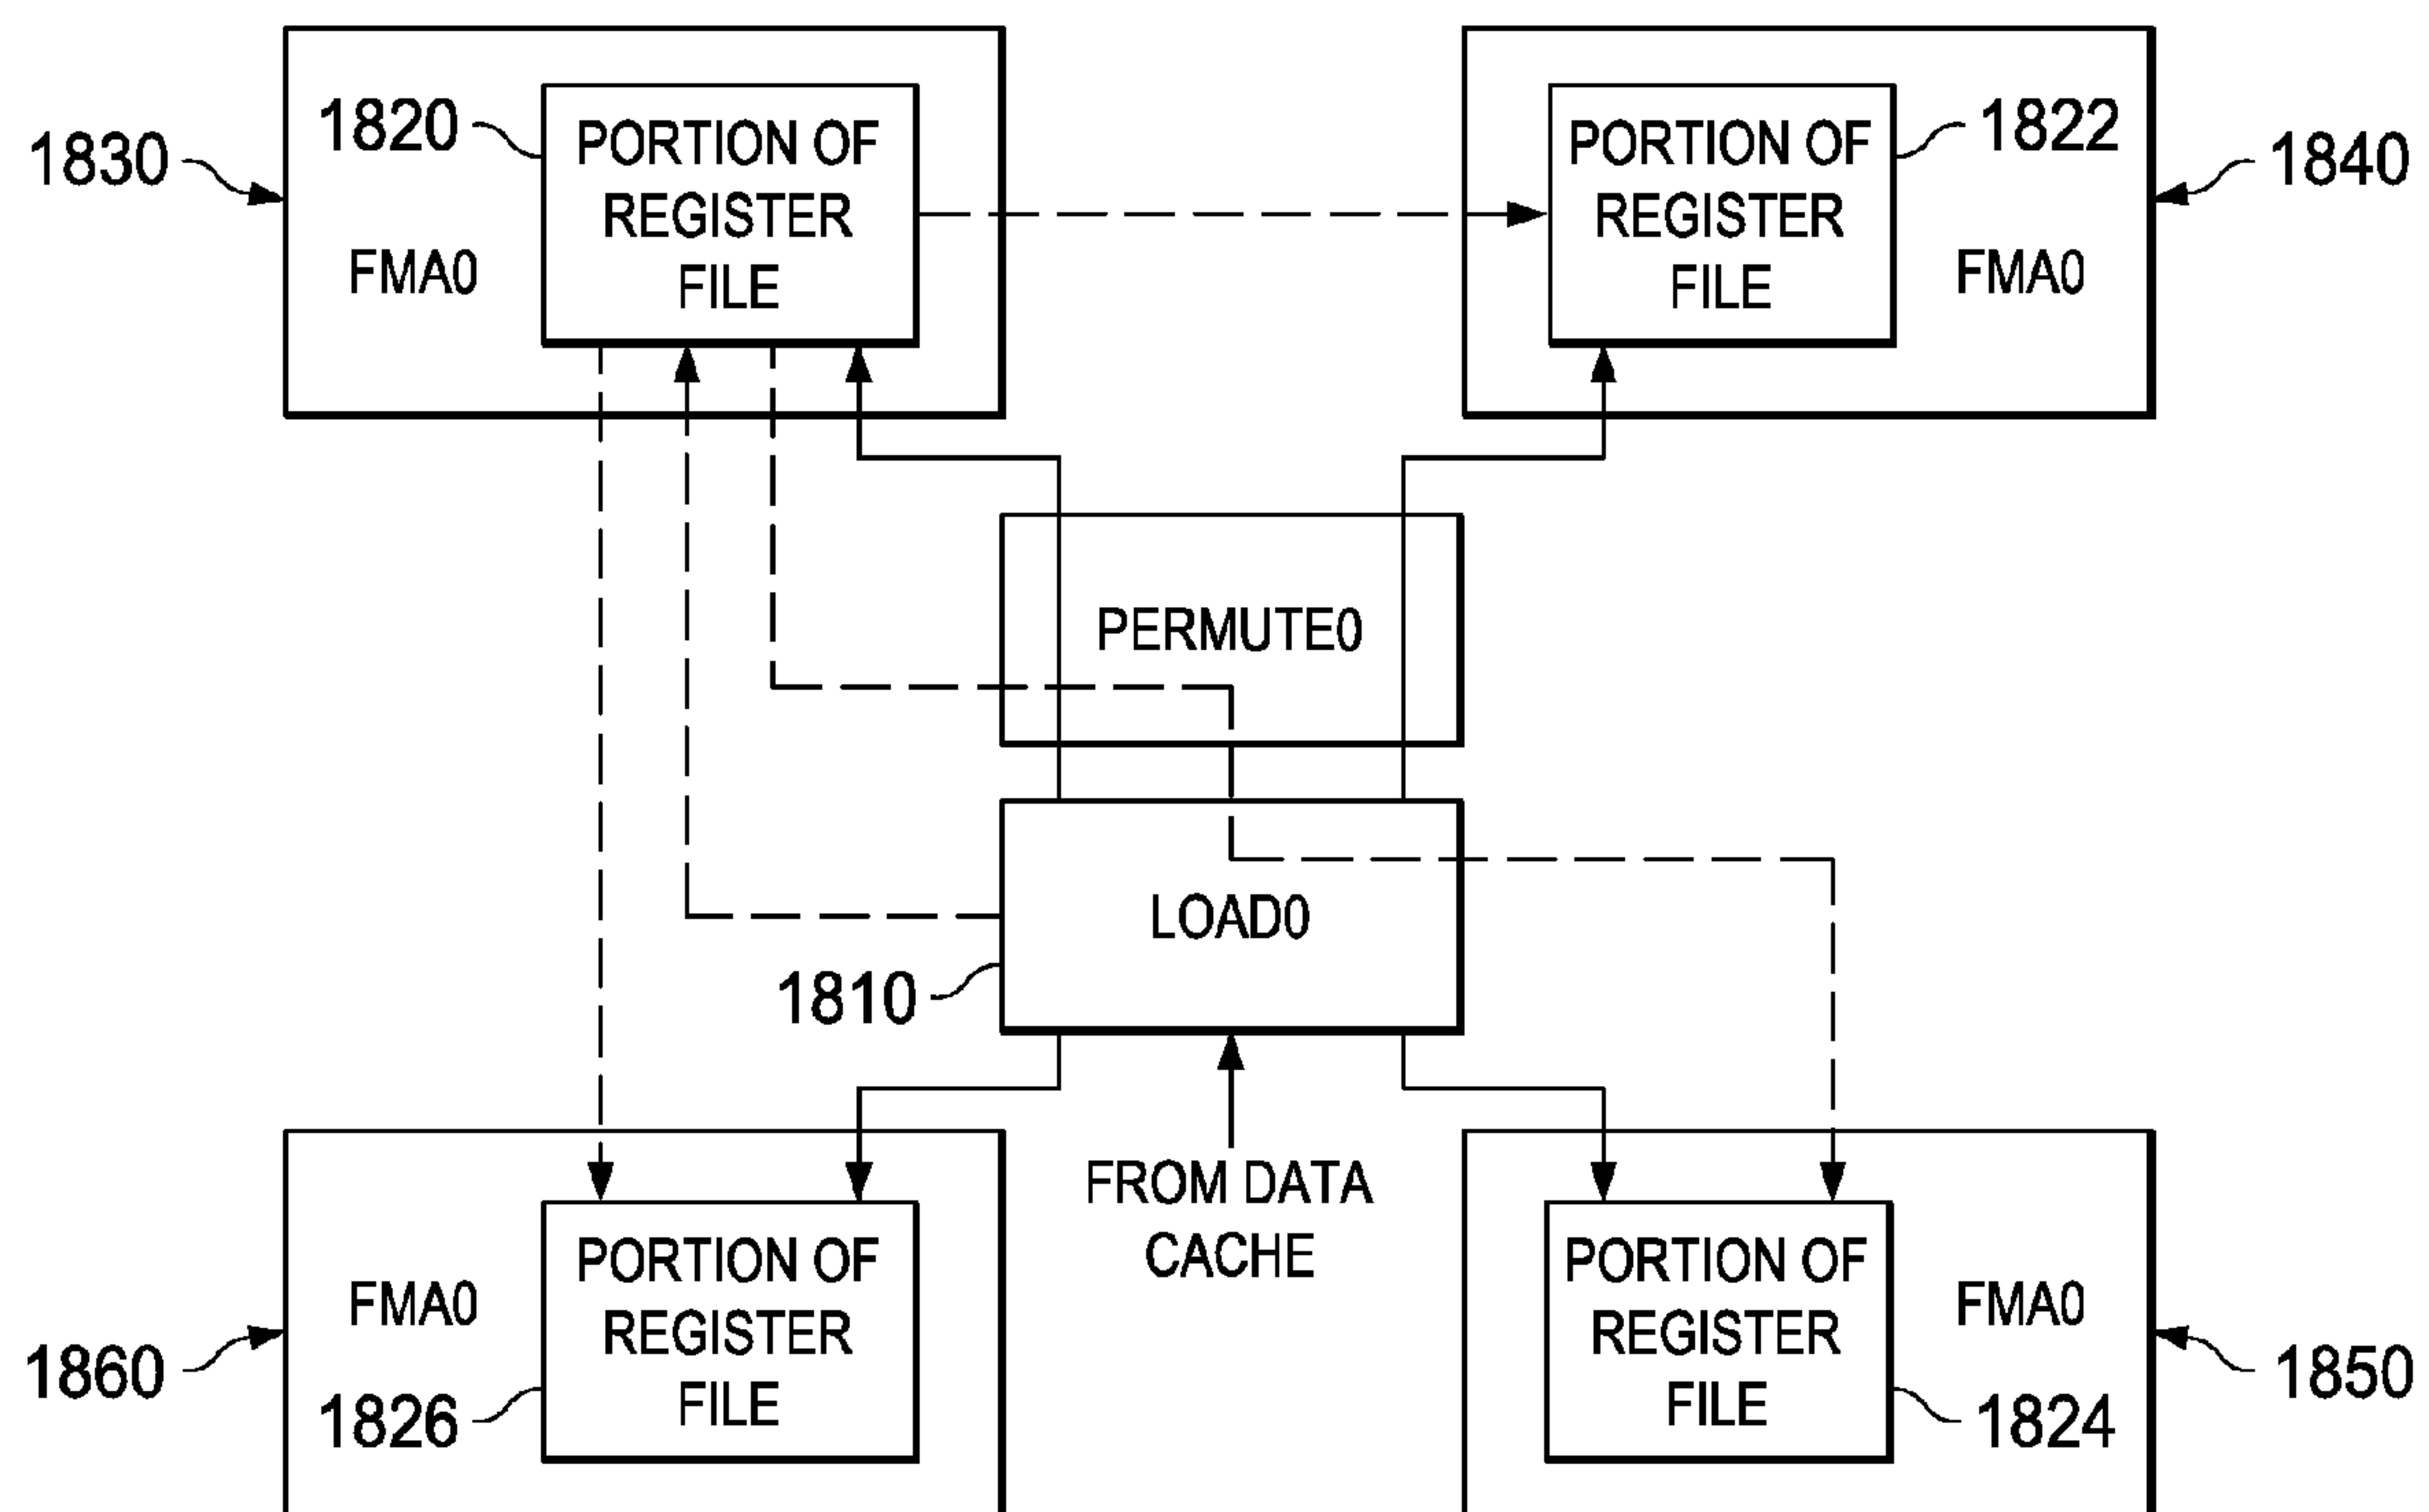 1830
1820
PORTION OF
REGISTER
FILE
FMA0
PORTION OF
REGISTER
FILE
1822
FMA0
1840
PERMUTE0
LOAD0
1810
FROM DATA
CACHE
1860
FMA0
1826
PORTION OF
REGISTER
FILE
PORTION OF
REGISTER
FILE
FMA0
1824
1850